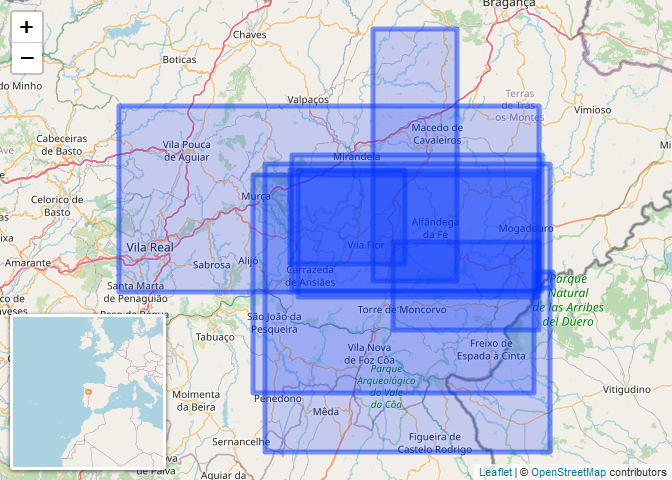 +
−
Bragança
Chaves
Boticas
do Minho
Terras
de Trás
os-Montes
Valpaços
Vimioso
Cabeceiras
de Basto
Macedo de
Cavaleiros
Vila Pouca
de Aguiar
Mirandela
Murça
Celorico de
Basto
Alfândega
da Fé
Mogadouro
Vila Real
Vila Flor
Amarante
Sabrosa
Alijó
Carrazeda
de Ansiães
Parque
Natural
de las Arribes
del Duero
Santa Marta
de Penaguião
Torre de Moncorvo
São João da
Pesqueira
Tabuaço
Vila Nova
de Foz Côa
Freixo de
Espada à Cinta
Parque
Arqueológico
do Vale
do Côa
Vitigudino
Moimenta
da Beira
Penedono
Mêda
Sernancelhe
Figueira de
Castelo Rodrigo
Aguiar da
Leaflet | © OpenStreetMap contributors